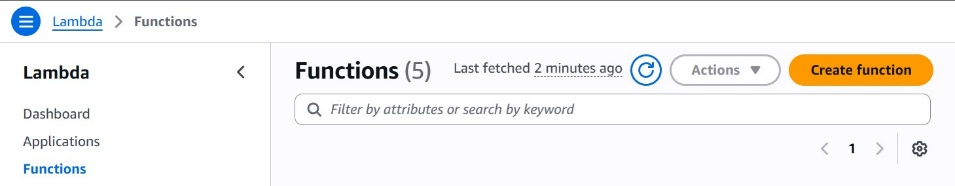 Lambda > Functions
Lambda
Dashboard
Applications
Functions
Functions (5) Last fetched 2 minutes ago Actions Create function
Filter by attributes or search by keyword
1